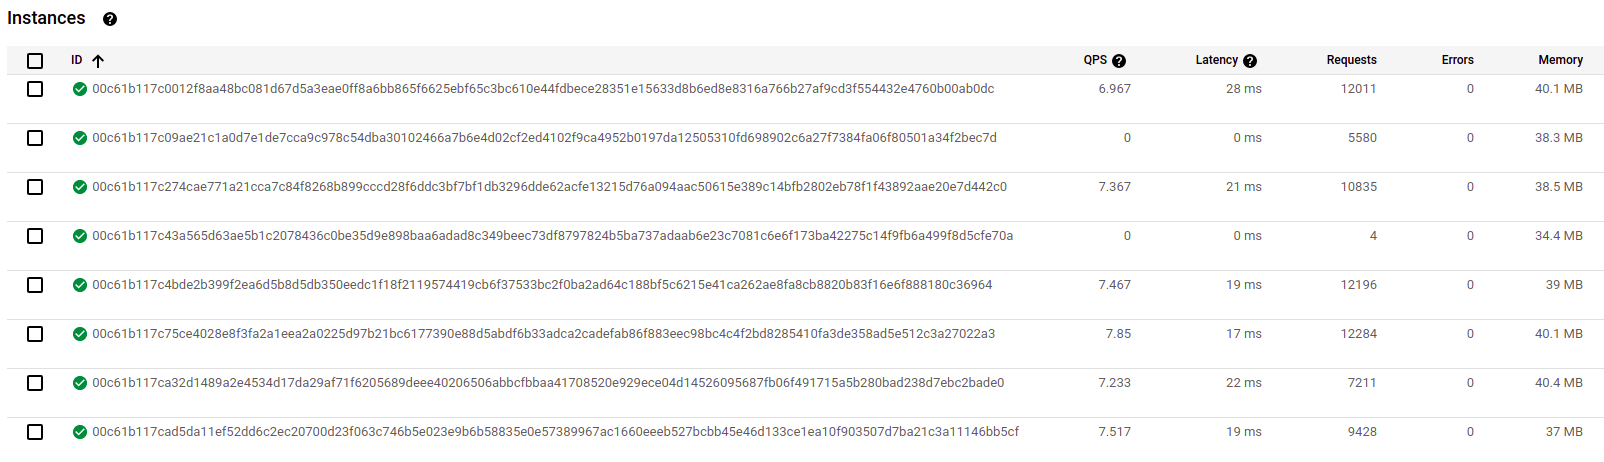 Instances
ID QPS Latency Requests Errors Memory
00c61b117c0012f8aa48bc081d67d5a3eae0ff8a6bb865f6625ebf65c3bc610e44fdbece28351e15633d8b6ed8e8316a766b27af9cd3f554432e4760b00ab0dc 6.967 28 ms 12011 0 40.1 MB
00c61b117c09ae21c1a0d7e1de7cca9c978c54dba30102466a7b6e4d02cf2ed4102f9ca4952b0197da12505310fd698902c6a27f7384fa06f80501a34f2bec7d 0 0 ms 5580 0 38.3 MB
00c61b117c274cae771a21cca7c84f8268b899cccd28f6ddc3bf7bf1db3296dde62acfe13215d76a094aac50615e389c14bfb2802eb78f1f43892aae20e7d442c0 7.367 21 ms 10835 0 38.5 MB
00c61b117c43a565d63ae5b1c2078436c0be35d9e898baa6adad8c349beec73df8797824b5ba737adaab6e23c7081c6e6f173ba42275c14f9fb6a499f8d5cfe70a 0 0 ms 4 0 34.4 MB
00c61b117c4bde2b399f2ea6d5b8d5db350eedc1f18f2119574419cb6f37533bc2f0ba2ad64c188bf5c6215e41ca262ae8fa8cb8820b83f16e6f888180c36964 7.467 19 ms 12196 0 39 MB
00c61b117c75ce4028e8f3fa2a1eea2a0225d97b21bc6177390e88d5abdf6b33adca2cadefab86f883eec98bc4c4f2bd8285410fa3de358ad5e512c3a27022a3 7.85 17 ms 12284 0 40.1 MB
00c61b117ca32d1489a2e4534d17da29af71f6205689deee40206506abbcfbbaa41708520e929ece04d14526095687fb06f491715a5b280bad238d7ebc2bade0 7.233 22 ms 7211 0 40.4 MB
00c61b117cad5da11ef52dd6c2ec20700d23f063c746b5e023e9b6b58835e0e57389967ac1660eeeb527bcbb45e46d133ce1ea10f903507d7ba21c3a11146bb5cf 7.517 19 ms 9428 0 37 MB